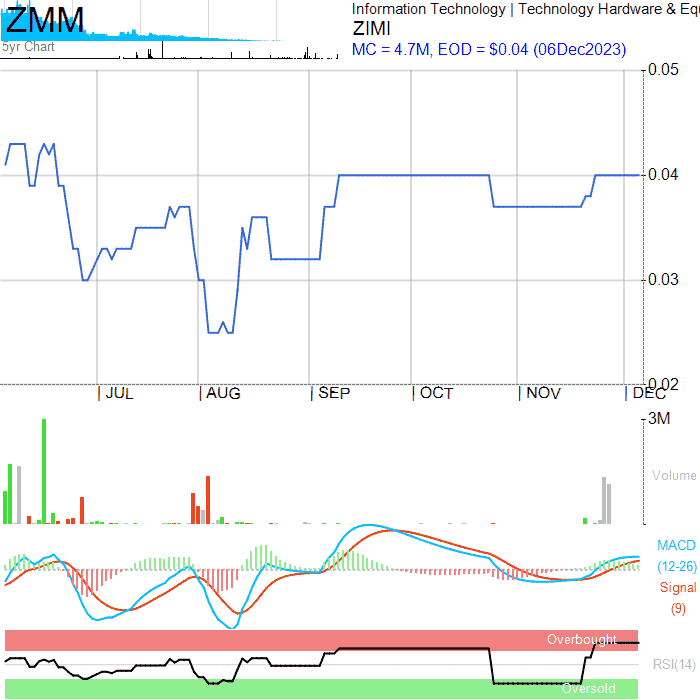 ZMM
5yr Chart
Information Technology | Technology Hardware & Equ
ZIMI
MC = 4.7M, EOD = $0.04 (06Dec2023)
0.05
0.04
0.03
0.02
| JUL | AUG | SEP | OCT | NOV | DEC
3M
Volume
MACD
(12-26)
Signal
(9)
Overbought
RSI(14)
Oversold